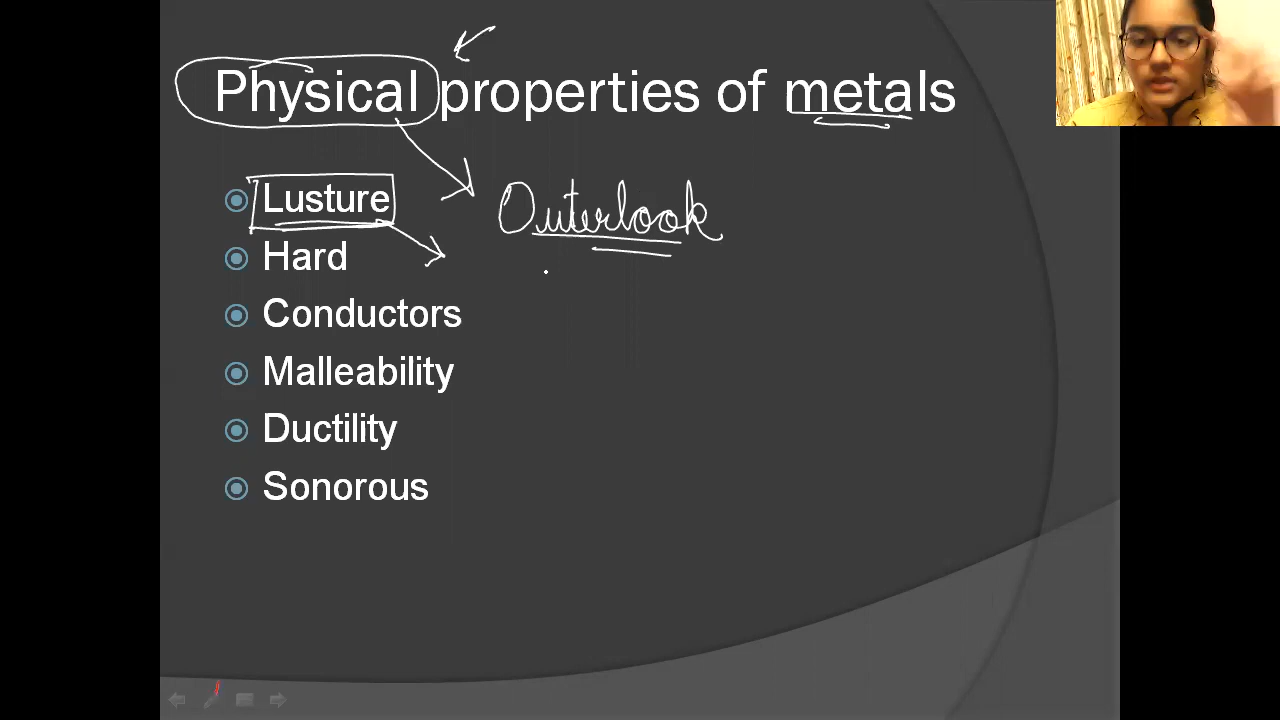 Physical properties of metals
Lusture
Outerlook
Hard
Conductors
Malleability
Ductility
Sonorous